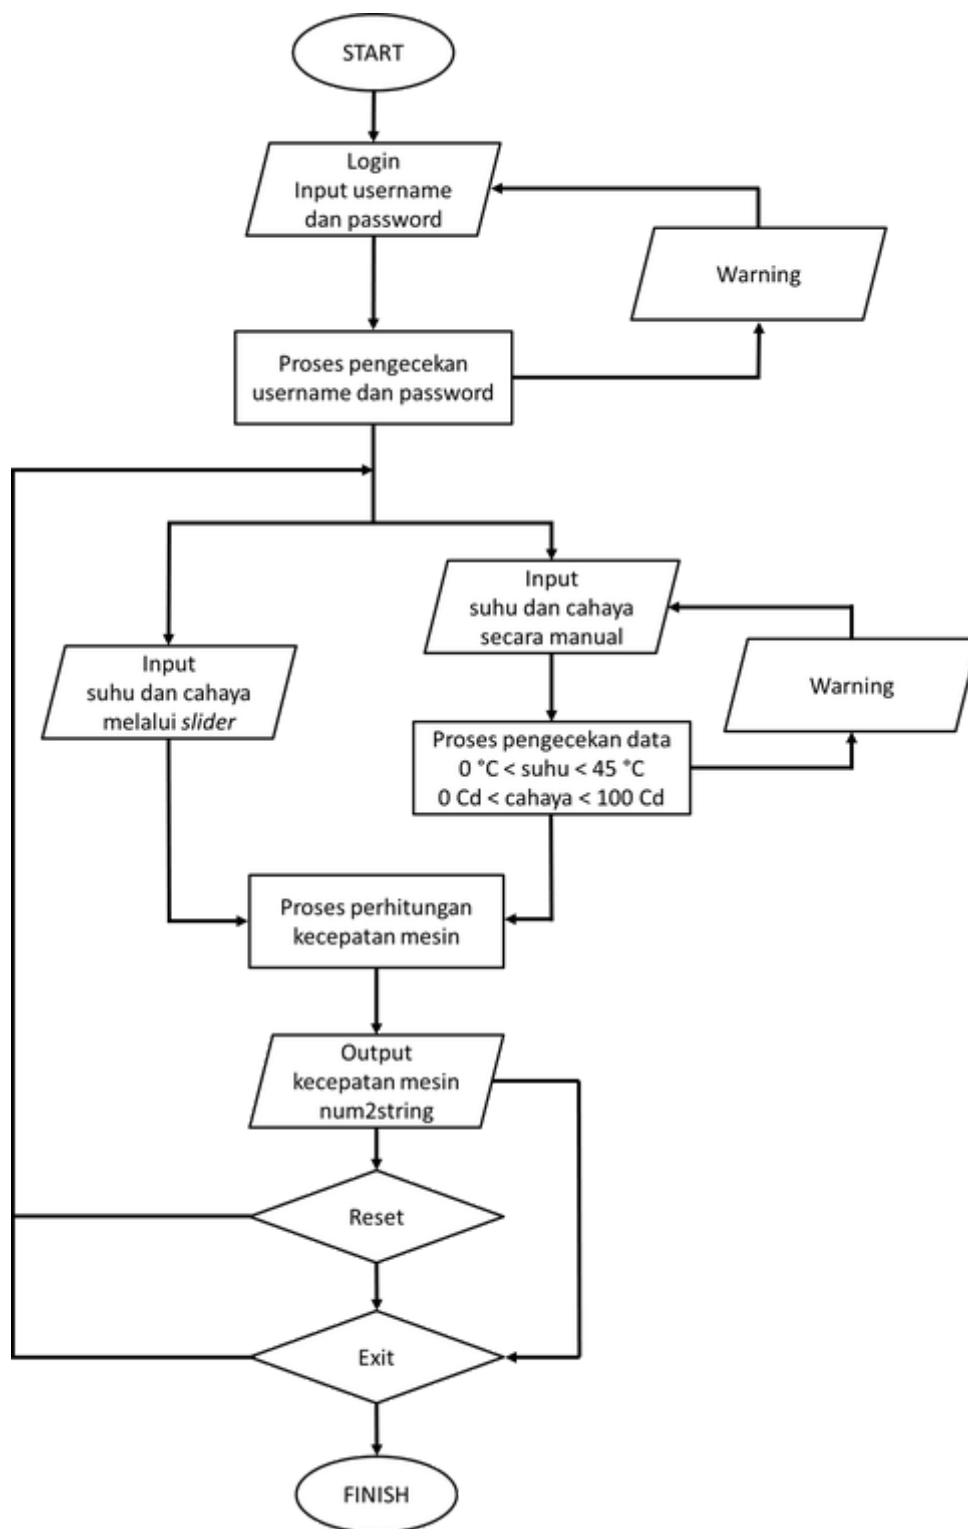 START
Login
Input username
dan password
Warning
Proses pengecekan
username dan password
Input
suhu dan cahaya
secara manual
Input
suhu dan cahaya
melalui slider
Warning
Proses pengecekan data
0 °C < suhu < 45 °C
0 Cd < cahaya < 100 Cd
Proses perhitungan
kecepatan mesin
Output
kecepatan mesin
num2string
Reset
Exit
FINISH